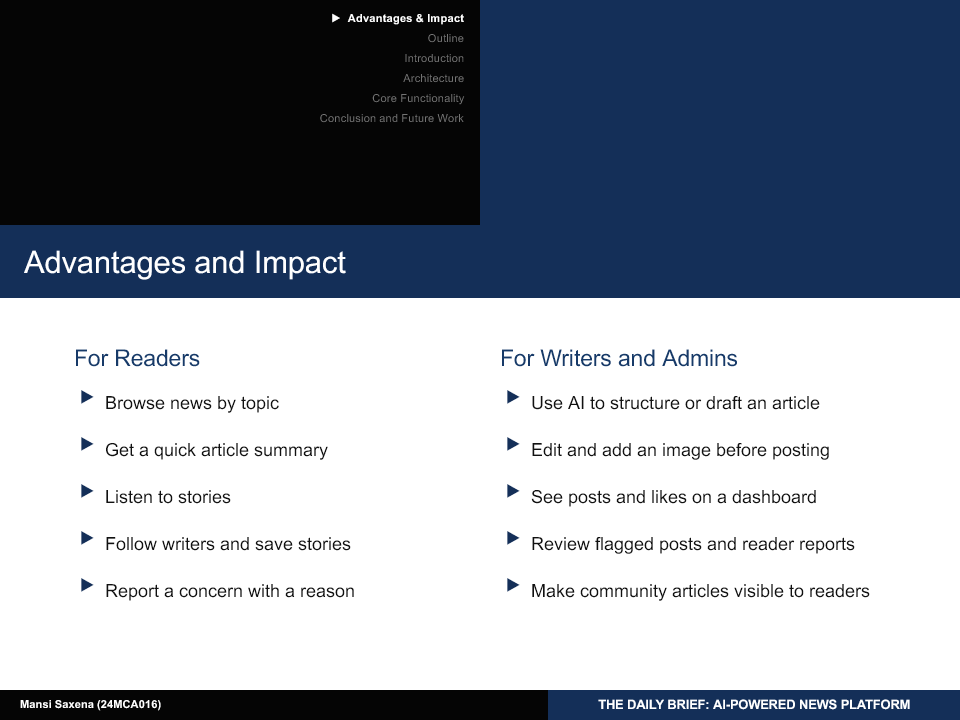 Advantages & Impact
Outline
Introduction
Architecture
Core Functionality
Conclusion and Future Work
Advantages and Impact
For Readers
Browse news by topic
Get a quick article summary
Listen to stories
Follow writers and save stories
Report a concern with a reason
For Writers and Admins
Use AI to structure or draft an article
Edit and add an image before posting
See posts and likes on a dashboard
Review flagged posts and reader reports
Make community articles visible to readers
Mansi Saxena (24MCA016)
THE DAILY BRIEF: AI-POWERED NEWS PLATFORM